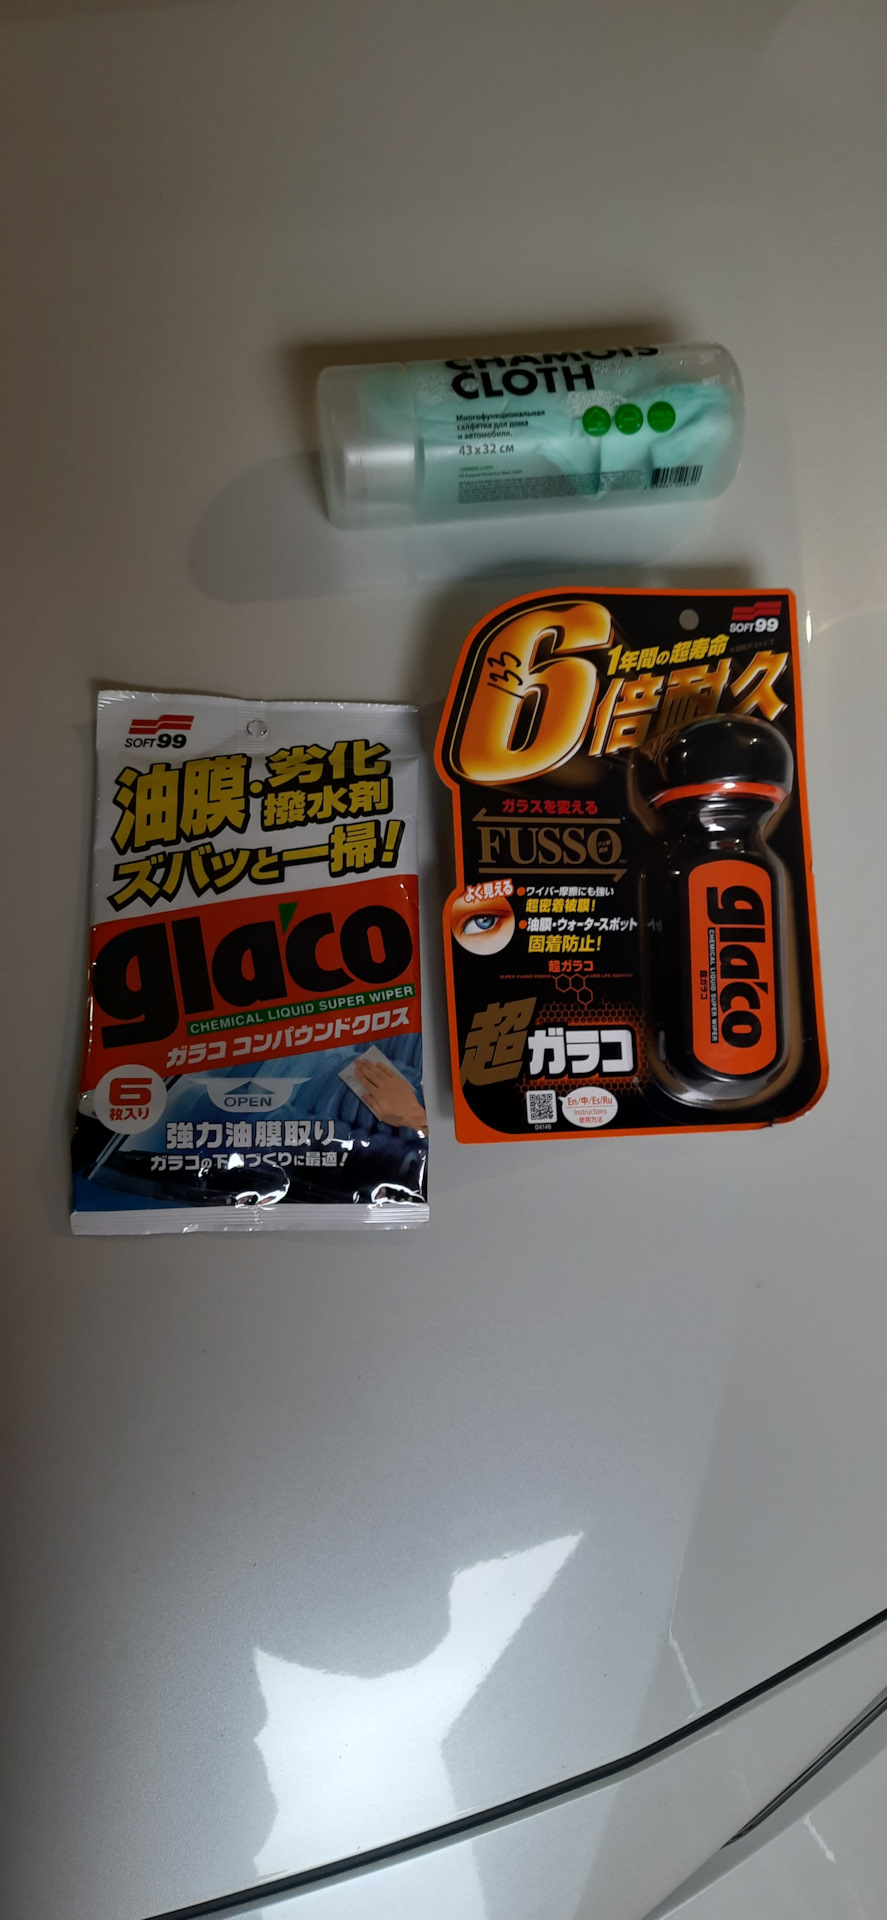 CHAMOIS
CLOTH
Многофункциональная
салфетка для дома
и автомобиля.
43 x 32 СМ
SOFT99
6
133
1年間の超寿命
倍耐久
ガラスを変える
FUSSO
よく見える
●ワイパー摩擦にも強い
超密着被膜!
●油膜・ウォータースポット
固着防止!
超ガラコ
超ガラコ
En/中/Es/Ru
Instructions
使用方法
04146
gla'co
CHEMICAL LIQUID SUPER WIPER
SOFT99
油膜・劣化
撥水剤
ズバッと一掃!
gla'co
CHEMICAL LIQUID SUPER WIPER
ガラコ コンパウンドクロス
6
枚入り
OPEN
強力油膜取り
ガラコの下地づくりに最適!